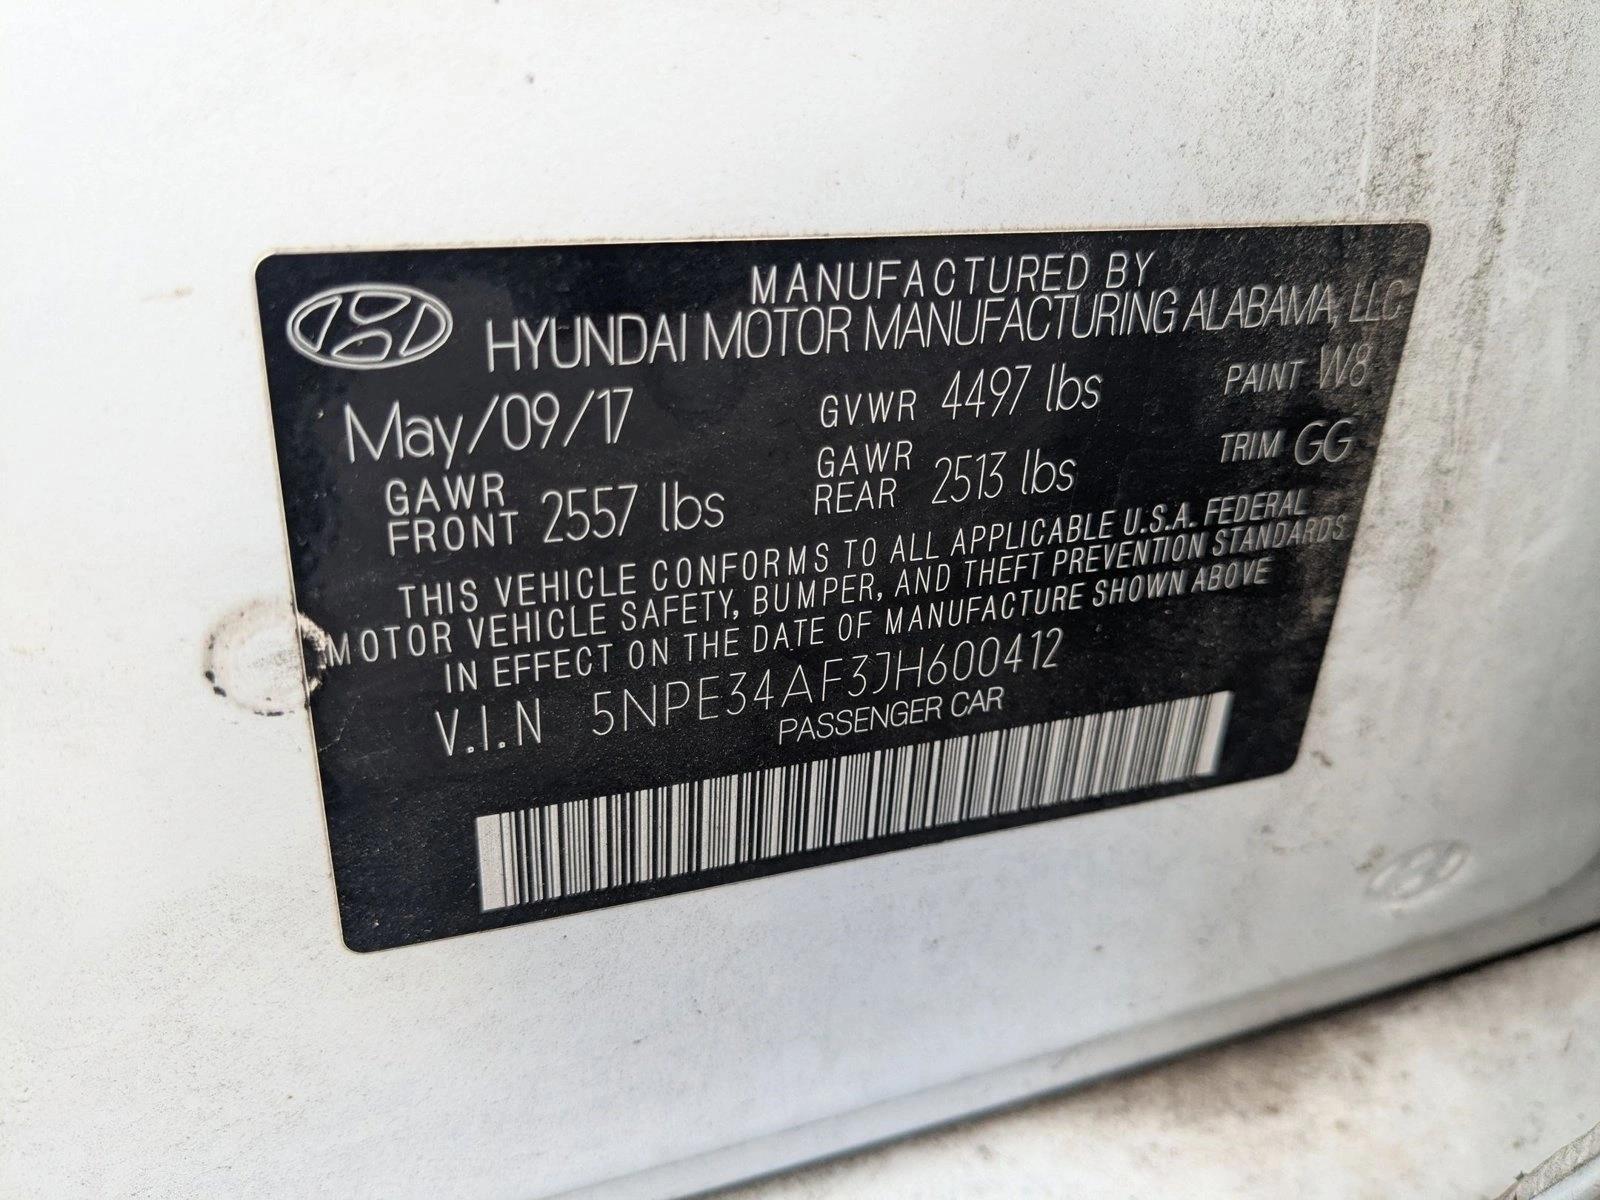 MANUFACTURED BY
HYUNDAI MOTOR MANUFACTURING ALABAMA, LLC
May/09/17 GVWR 4497 lbs PAINT W8
GAWR FRONT 2557 lbs GAWR REAR 2513 lbs TRIM GG
THIS VEHICLE CONFORMS TO ALL APPLICABLE U.S.A. FEDERAL
MOTOR VEHICLE SAFETY, BUMPER, AND THEFT PREVENTION STANDARDS
IN EFFECT ON THE DATE OF MANUFACTURE SHOWN ABOVE
V.I.N 5NPE34AF3JH600412
PASSENGER CAR